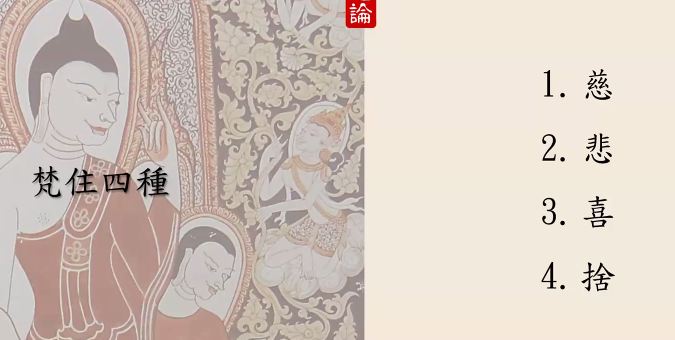 論
梵住四種
1. 慈
2. 悲
3. 喜
4. 捨